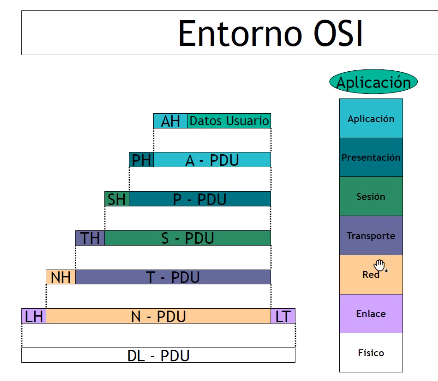 Entorno OSI
Aplicación
AH Datos Usuario
Aplicación
PH A - PDU
Presentación
SH P - PDU
Sesión
TH S - PDU
Transporte
NH T - PDU
Red
LH N - PDU LT
Enlace
DL - PDU
Físico